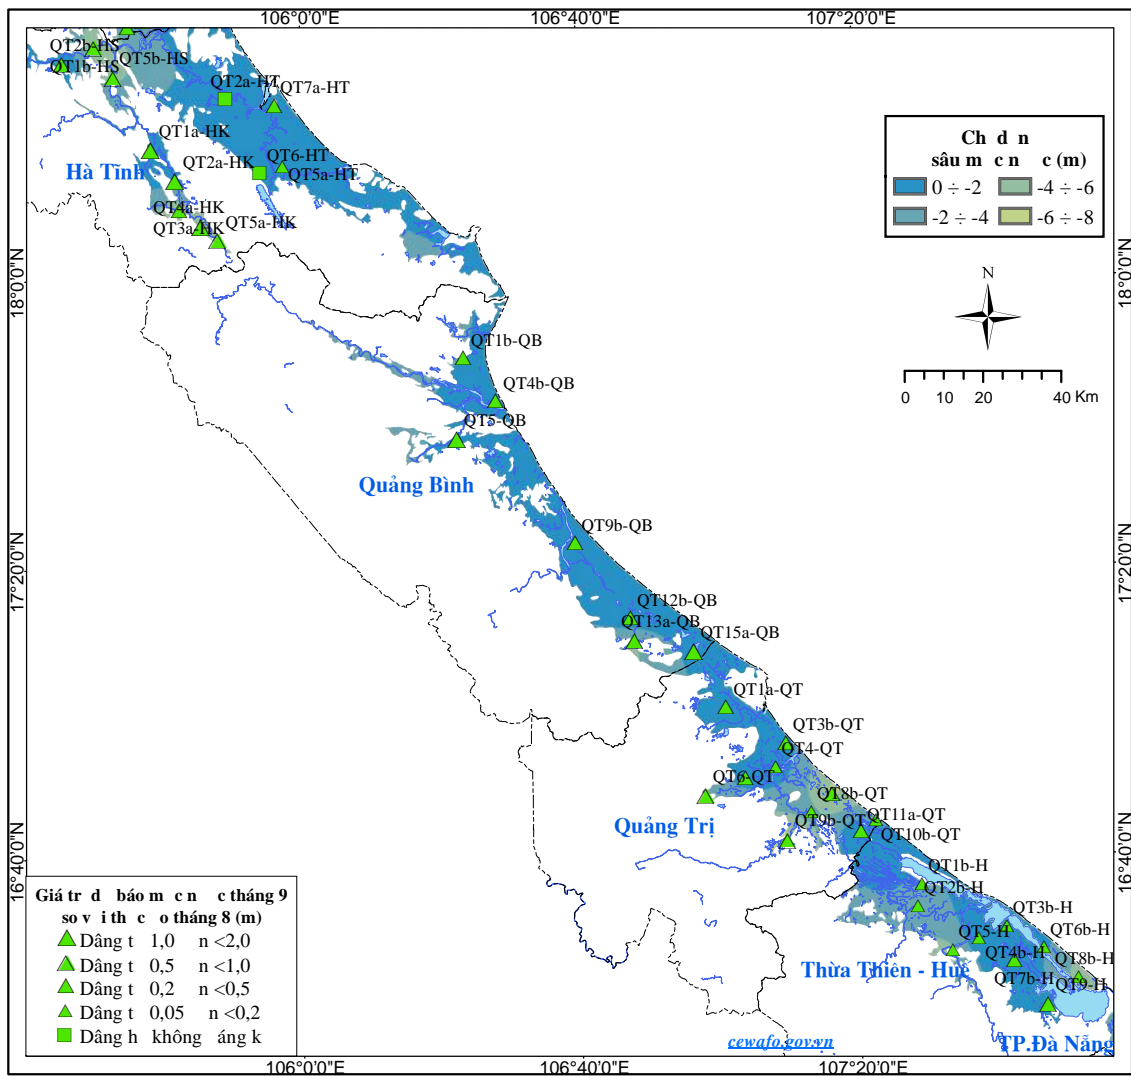 106°0'0"E
106°40'0"E
107°20'0"E
QT2b-HS
QT5b-HS
QT1b-HS
QT2a-HT
QT7a-HT
QT1a-HK
QT6-HT
QT2a-HK
QT5a-HT
Hà Tĩnh
QT4a-HK
QT5a-HK
QT3a-HK
Ch d n
sâu m c n c (m)
0 ÷ -2
-4 ÷ -6
-2 ÷ -4
-6 ÷ -8
N
0 10 20 40 Km
18°0'0"N
18°0'0"N
QT1b-QB
QT4b-QB
QT5-QB
Quảng Bình
QT9b-QB
17°20'0"N
17°20'0"N
QT12b-QB
QT13a-QB
QT15a-QB
QT1a-QT
QT3b-QT
QT4-QT
QT6-QT
QT8b-QT
QT11a-QT
QT9b-QT
QT10b-QT
Quảng Trị
16°40'0"N
16°40'0"N
QT1b-H
QT2b-H
QT3b-H
QT5-H
QT6b-H
QT4b-H
QT8b-H
QT7b-H
QT9-H
Thừa Thiên - Huế
TP.Đà Nẵng
Giá tr d báo m c n c tháng 9
so v i th c o tháng 8 (m)
Dâng t 1,0 n <2,0
Dâng t 0,5 n <1,0
Dâng t 0,2 n <0,5
Dâng t 0,05 n <0,2
Dâng h không áng k
cewafo.gov.vn
106°0'0"E
106°40'0"E
107°20'0"E